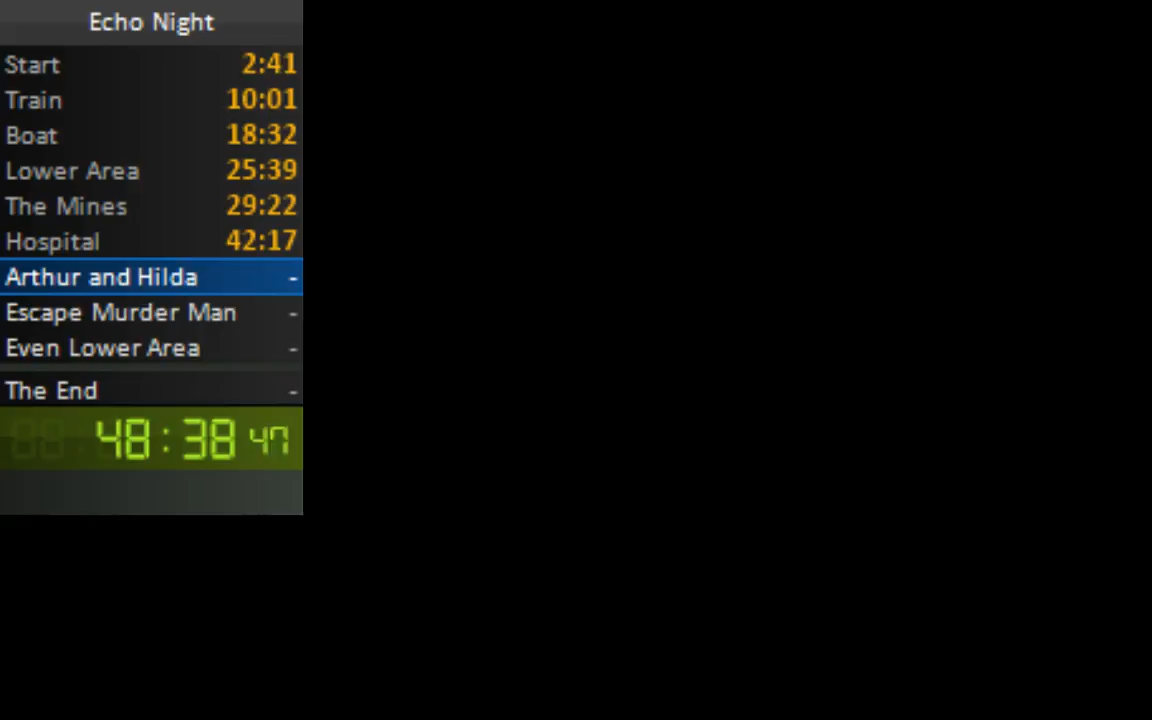 Echo Night
Start 2:41
Train 10:01
Boat 18:32
Lower Area 25:39
The Mines 29:22
Hospital 42:17
Arthur and Hilda -
Escape Murder Man -
Even Lower Area -
The End -
48:38 47